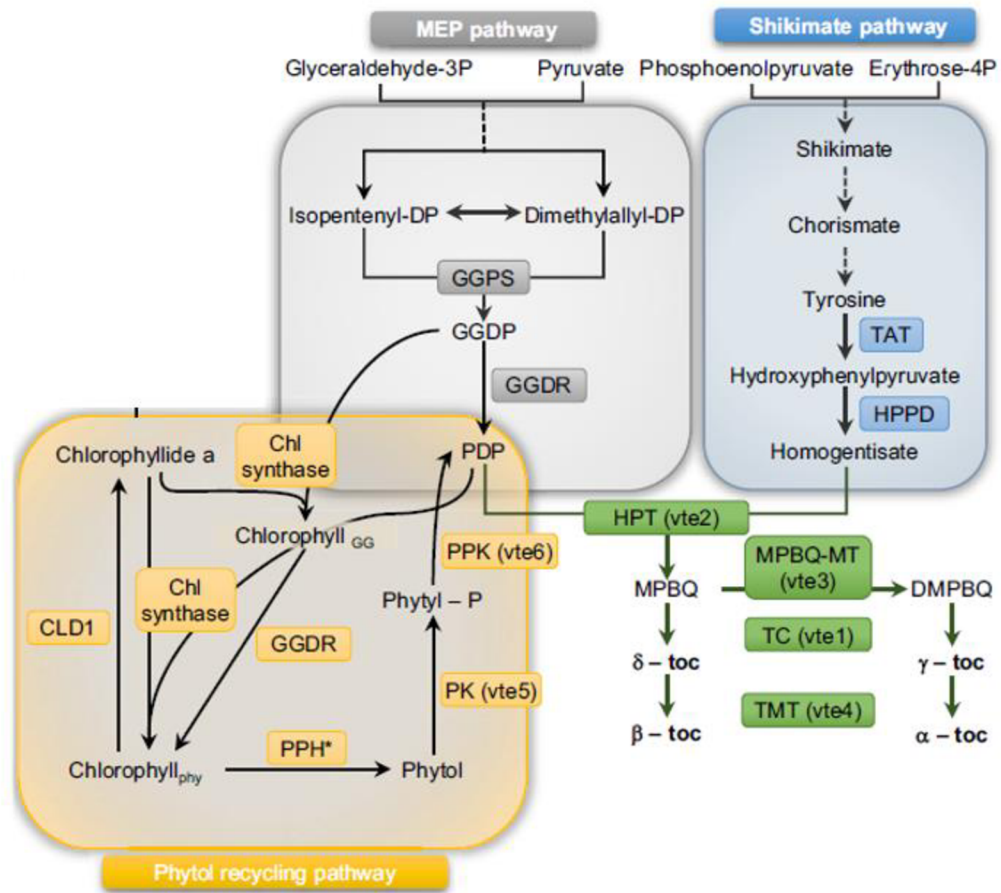 MEP pathway
Shikimate pathway
Glyceraldehyde-3P
Pyruvate
Phosphoenolpyruvate
Erythrose-4P
Shikimate
Isopentenyl-DP
Dimethylallyl-DP
Chorismate
GGPS
Tyrosine
GGDP
TAT
GGDR
Hydroxyphenylpyruvate
HPPD
Chlorophyllide a
Chl
synthase
PDP
Homogentisate
Chlorophyll GG
HPT (vte2)
PPK (vte6)
MPBQ-MT
(vte3)
Chl
synthase
MPBQ
DMPBQ
Phytyl – P
CLD1
GGDR
TC (vte1)
δ – toc
γ – toc
PK (vte5)
TMT (vte4)
β – toc
α – toc
PPH*
Chlorophyllphy
Phytol
Phytol recycling pathway